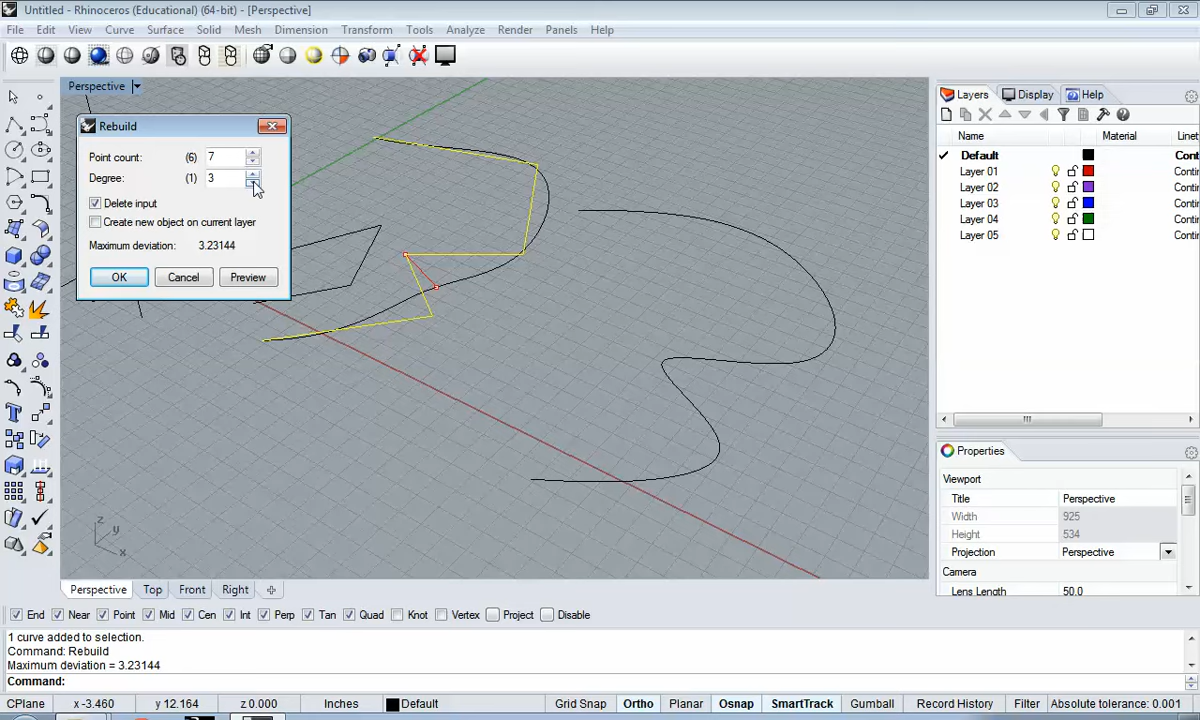 Untitled - Rhinoceros (Educational) (64-bit) - [Perspective]
File Edit View Curve Surface Solid Mesh Dimension Transform Tools Analyze Render Panels Help
Perspective
Rebuild
Point count: (6) 7
Degree: (1) 3
Delete input
Create new object on current layer
Maximum deviation: 3.23144
OK Cancel Preview
z
y
x
Layers Display Help
Name Material Linet
Default Conti
Layer 01 Conti
Layer 02 Conti
Layer 03 Conti
Layer 04 Conti
Layer 05 Conti
Properties
Viewport
Title Perspective
Width 925
Height 534
Projection Perspective
Camera
Lens Length 50.0
Perspective Top Front Right
End Near Point Mid Cen Int Perp Tan Quad Knot Vertex Project Disable
1 curve added to selection.
Command: Rebuild
Maximum deviation = 3.23144
Command:
CPlane x -3.460 y 12.164 z 0.000 Inches Default Grid Snap Ortho Planar Osnap SmartTrack Gumball Record History Filter Absolute tolerance: 0.001